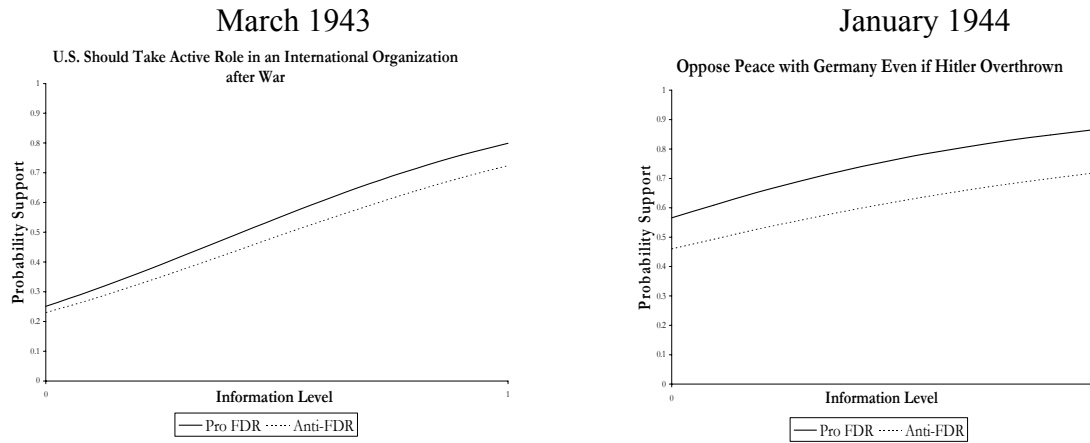 March 1943
U.S. Should Take Active Role in an International Organization
after War
1
0.9
0.8
0.7
0.6
0.5
0.4
0.3
0.2
0.1
0
Probability Support
0
1
Information Level
Pro FDR
Anti-FDR
January 1944
Oppose Peace with Germany Even if Hitler Overthrown
1
0.9
0.8
0.7
0.6
0.5
0.4
0.3
0.2
0.1
0
Probability Support
0
Information Level
Pro FDR
Anti-FDR